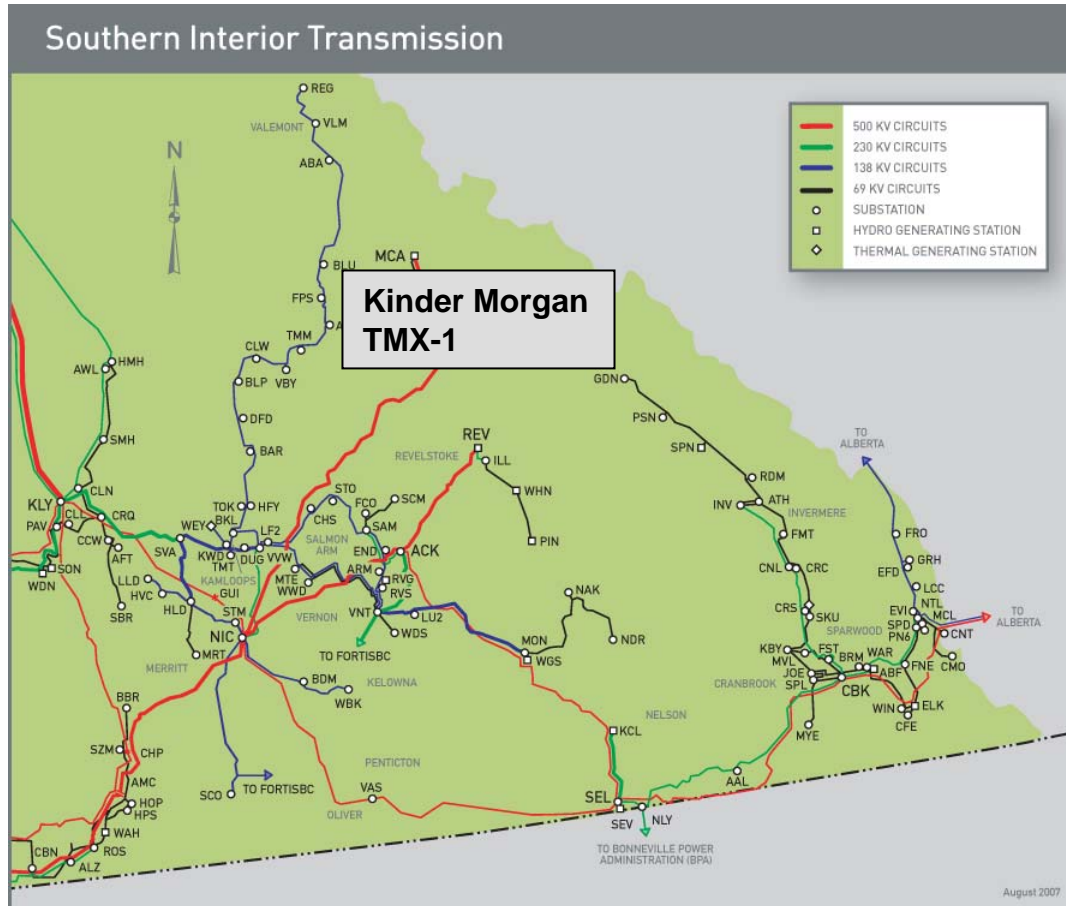 Southern Interior Transmission
500 KV CIRCUITS
230 KV CIRCUITS
138 KV CIRCUITS
69 KV CIRCUITS
SUBSTATION
HYDRO GENERATING STATION
THERMAL GENERATING STATION
N
REG
VALEMONT
VLM
ABA
MCA
BLU
Kinder Morgan
TMX-1
FPS
TMM
CLW
VBY
HMH
AWL
BLP
GDN
DFD
PSN
SMH
BAR
REV
SPN
TO
ALBERTA
REVELSTOKE
ILL
RDM
CLN
KLY
WHN
STO
SCM
FCO
INV
ATH
INVERMERE
TOK
HFY
CHS
PAV
CLL
CRQ
WEY
BKL
LF2
SAM
SALMON
ARM
FMT
FRO
CCW
AFT
SVA
KWD
TMT
DUG
VVW
END
ACK
PIN
GRH
EFD
SON
WDN
KAMLOOPS
MTE
WWD
ARM
RVG
RVS
CNL
CRC
LLD
HVC
GUI
NAK
LCC
SBR
HLD
STM
VERNON
VNT
LU2
CRS
SKU
EVI
NTL
MCL
SPD
PN6
TO
ALBERTA
NIC
WDS
MON
NDR
SPARWOOD
CNT
MRT
MERRITT
TO FORTISBC
WGS
KBY
MVL
FST
BRM
WAR
ABF
FNE
CMO
BDM
KELOWNA
WBK
JOE
SPL
CRANBROOK
CBK
BBR
NELSON
KCL
WIN
CFE
ELK
MYE
SZM
CHP
PENTICTON
AMC
SCO
TO FORTISBC
VAS
AAL
HOP
HPS
OLIVER
SEL
SEV
NLY
WAH
CBN
ROS
ALZ
TO BONNEVILLE POWER
ADMINISTRATION (BPA)
August 2007